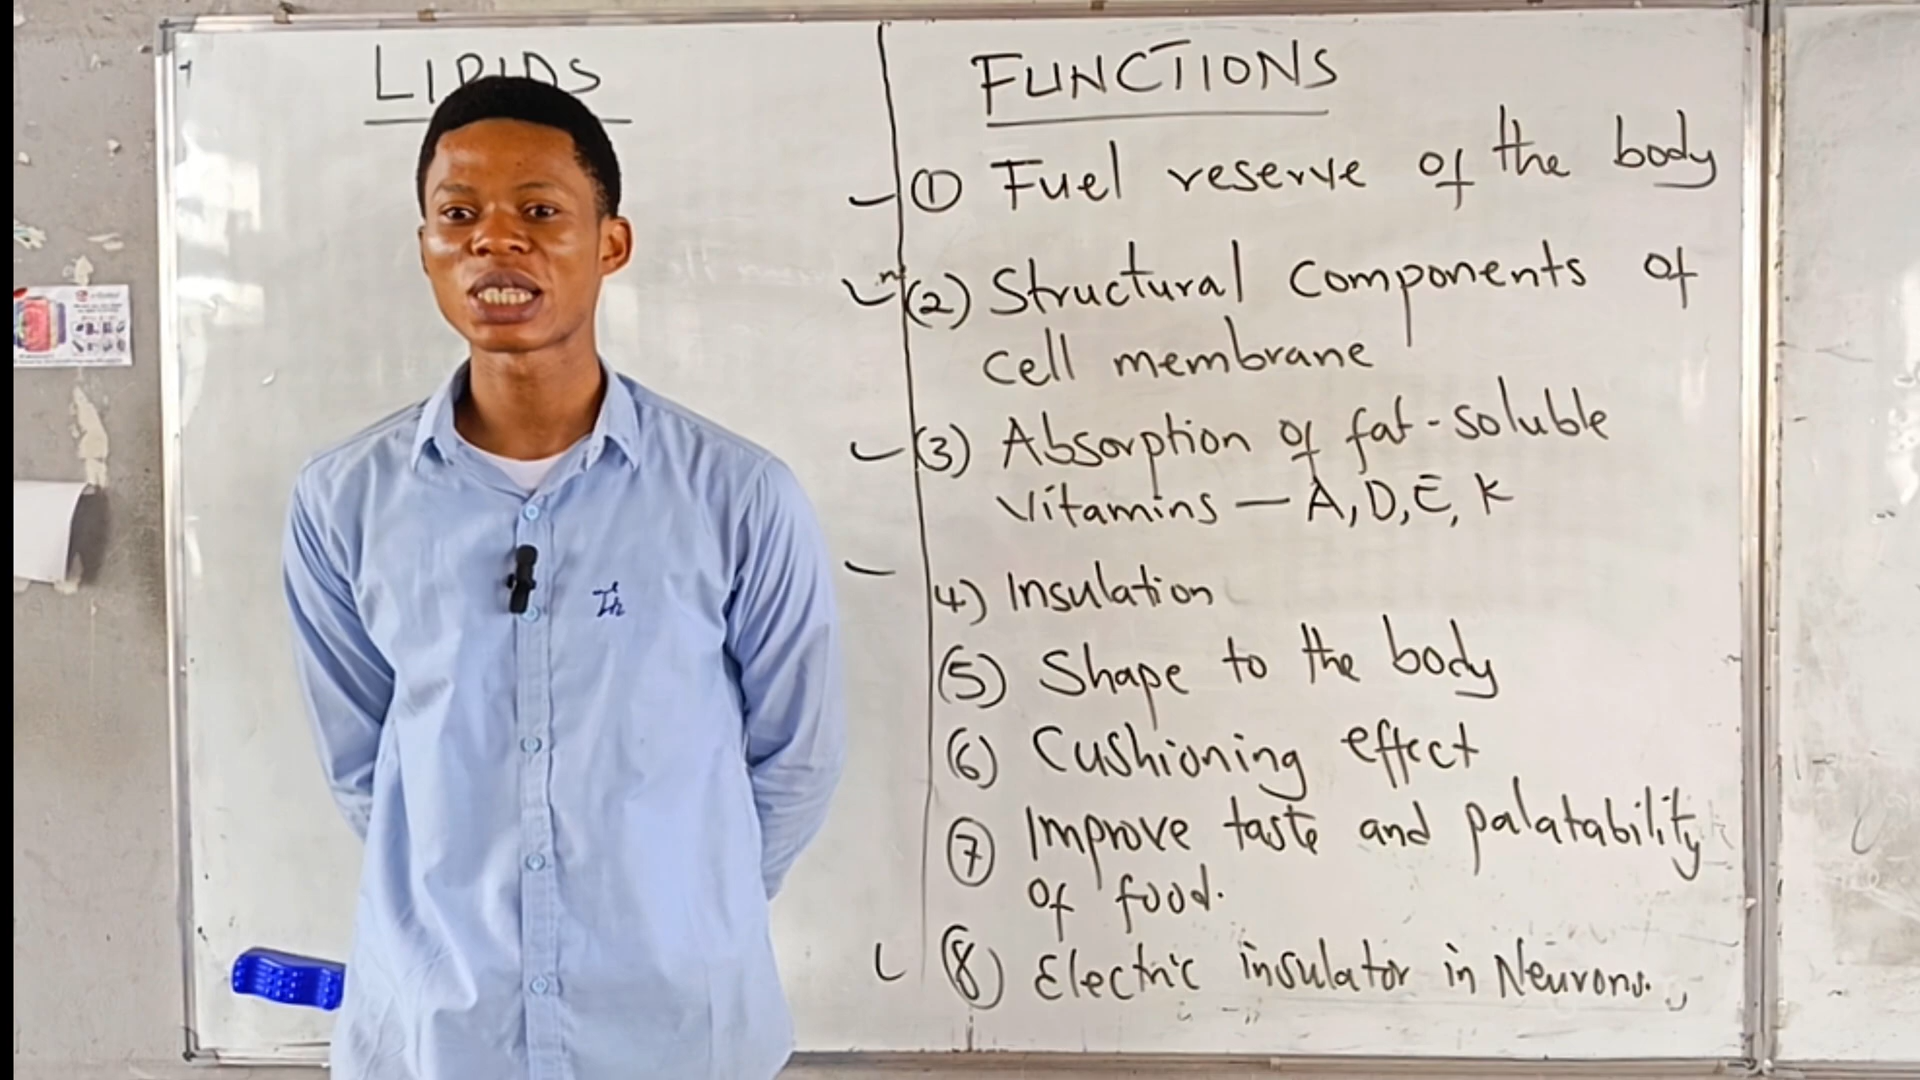 LIPIDS
FUNCTIONS
① Fuel reserve of the body
(2) Structural Components of
Cell membrane
(3) Absorption of fat-soluble
Vitamins — A, D, E, K
4) Insulation
(5) Shape to the body
(6) Cushioning effect
⑦ Improve taste and palatability
of food.
(8) Electric insulator in Neurons.